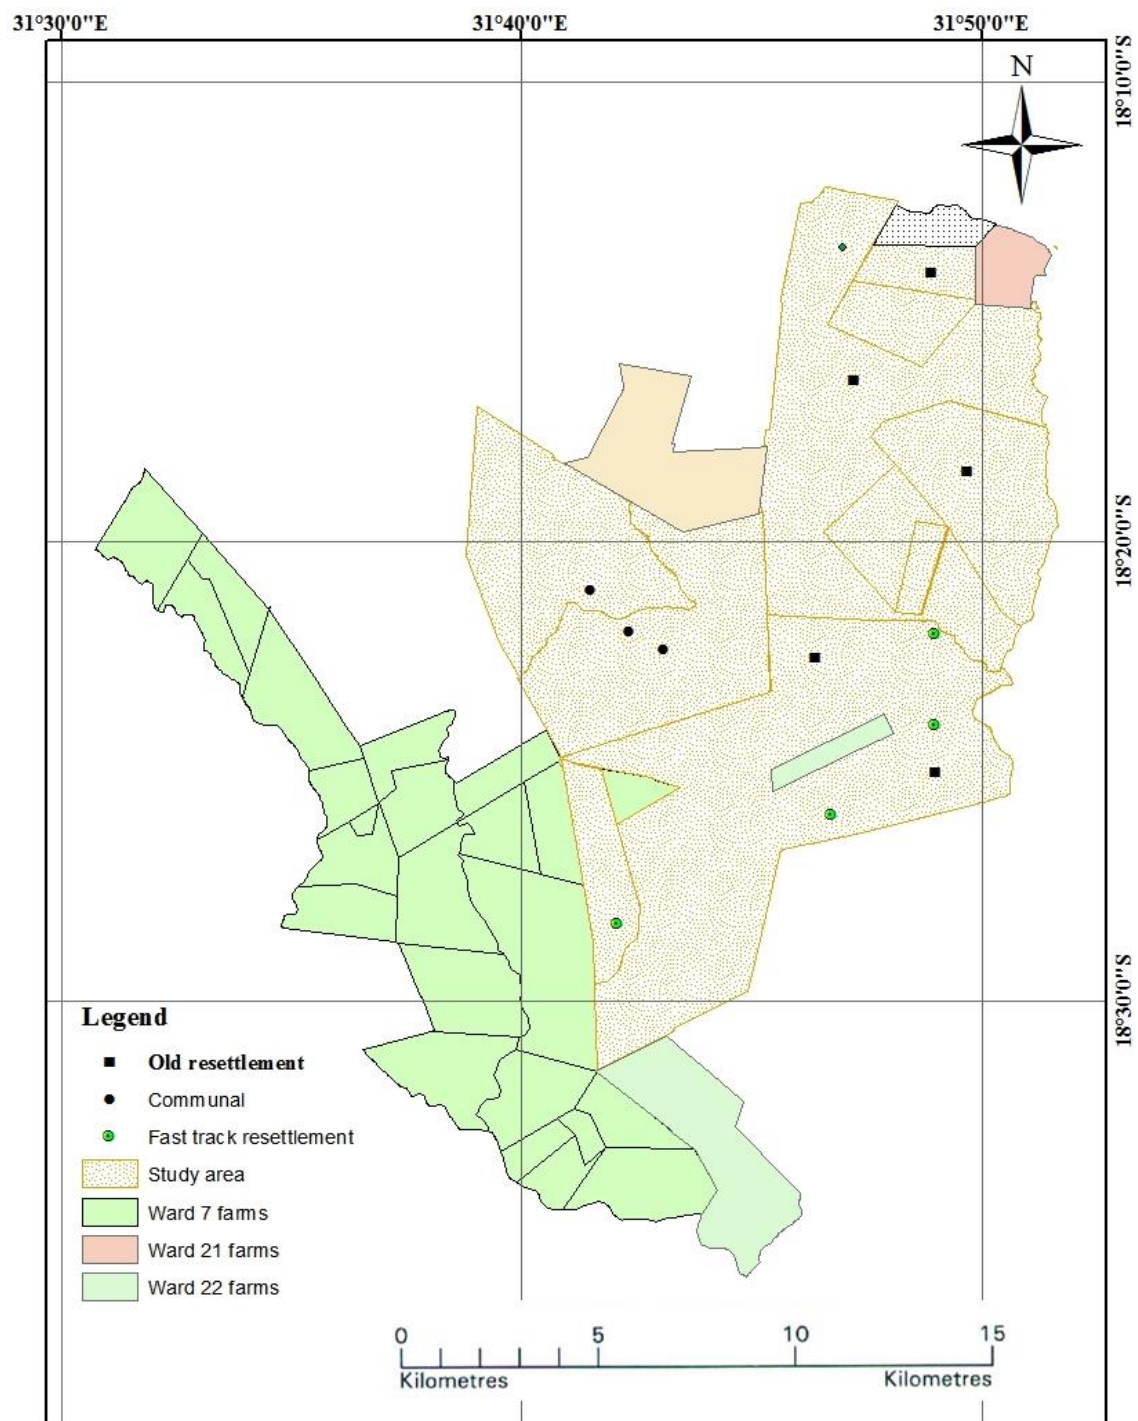 31°30'0"E 31°40'0"E 31°50'0"E
18°10'0"S
N
18°20'0"S
18°30'0"S
Legend
Old resettlement
Communal
Fast track resettlement
Study area
Ward 7 farms
Ward 21 farms
Ward 22 farms
0 5 10 15
Kilometres Kilometres